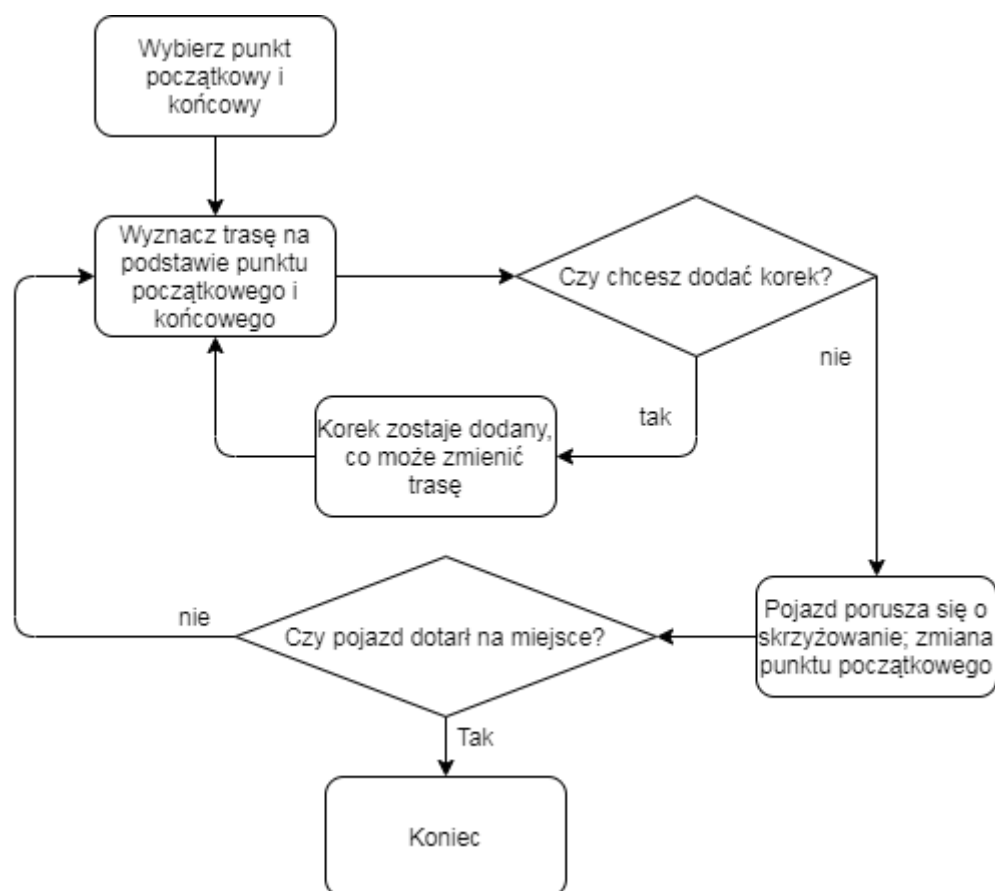 Wybierz punkt
początkowy i
końcowy
Wyznacz trasę na
podstawie punktu
początkowego i
końcowego
Czy chcesz dodać korek?
nie
tak
Korek zostaje dodany,
co może zmienić
trasę
Pojazd porusza się o
skrzyżowanie; zmiana
punktu początkowego
Czy pojazd dotarł na miejsce?
nie
Tak
Koniec